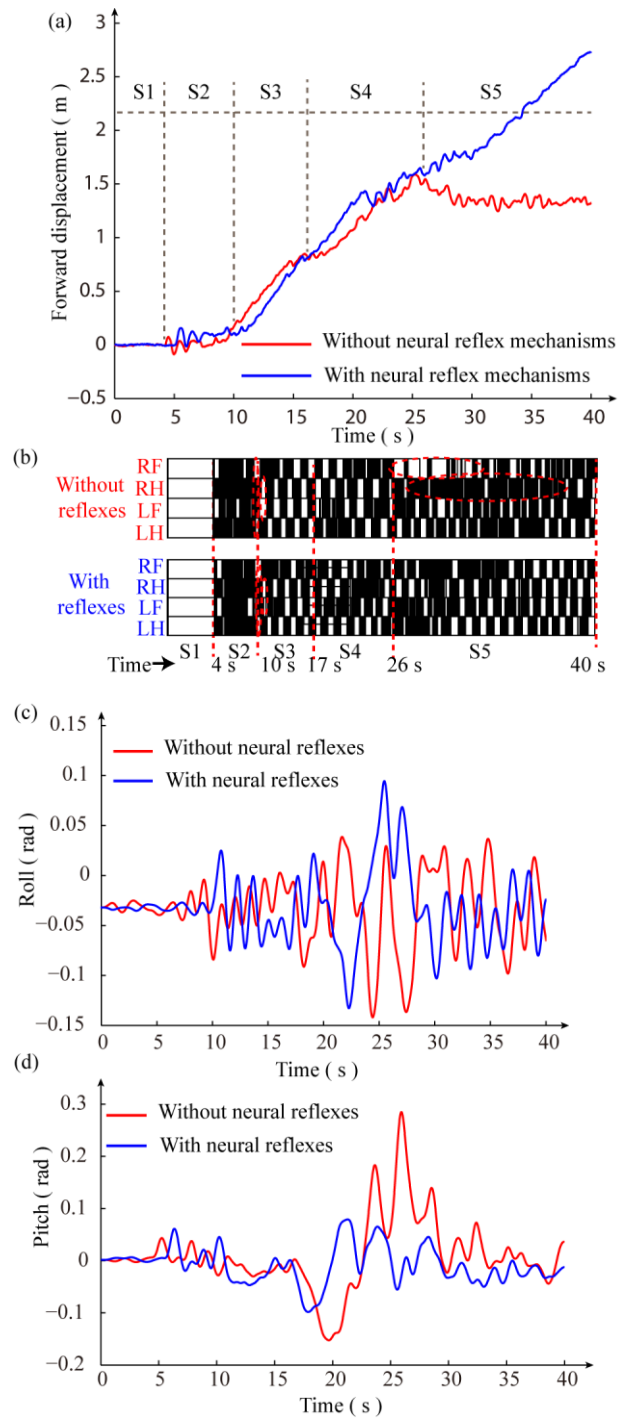 (a)
3
2.5
2
1.5
1
0.5
0
−0.5
Forward displacement ( m )
S1 S2 S3 S4 S5
Without neural reflex mechanisms
With neural reflex mechanisms
0 5 10 15 20 25 30 35 40
Time ( s )
(b)
Without reflexes
RF
RH
LF
LH
With reflexes
RF
RH
LF
LH
S1 S2 S3 S4 S5
Time 4 s 10 s 17 s 26 s 40 s
(c)
0.15
0.1
0.05
0
−0.05
−0.1
−0.15
Roll ( rad )
Without neural reflexes
With neural reflexes
0 5 10 15 20 25 30 35 40
Time ( s )
(d)
0.3
0.2
0.1
0
−0.1
−0.2
Pitch ( rad )
Without neural reflexes
With neural reflexes
0 5 10 15 20 25 30 35 40
Time ( s )